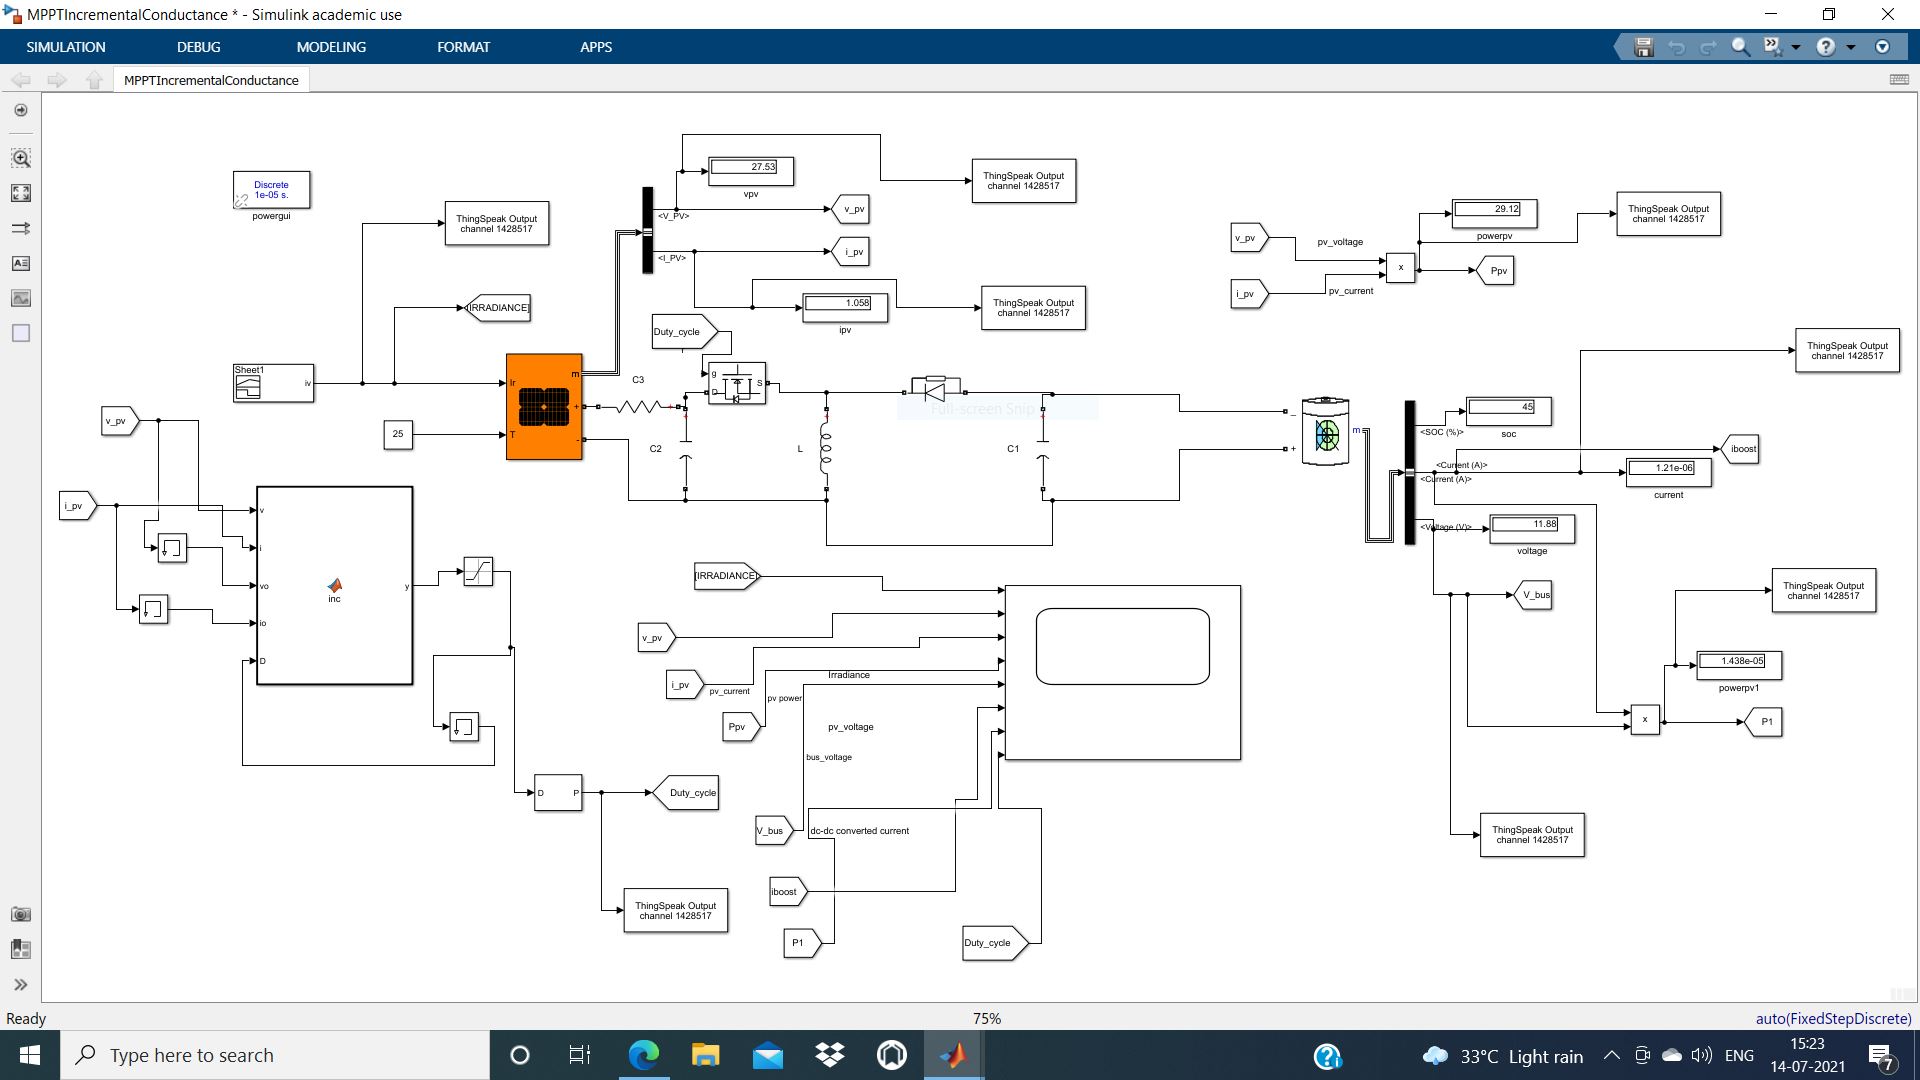 MPPTIncrementalConductance * - Simulink academic use
SIMULATION
DEBUG
MODELING
FORMAT
APPS
MPPTIncrementalConductance
Discrete
1e-05 s.
powergui
ThingSpeak Output
channel 1428517
27.53
vpv
<V_PV>
v_pv
<I_PV>
i_pv
ThingSpeak Output
channel 1428517
1.058
ipv
ThingSpeak Output
channel 1428517
v_pv
pv_voltage
i_pv
pv_current
x
29.12
powerpv
Ppv
ThingSpeak Output
channel 1428517
[IRRADIANCE]
Duty_cycle
Sheet1
iv
Ir
T
m
+
-
25
C3
g
D
S
C2
L
C1
Full-screen Snip
_
+
m
<SOC (%)>
45
soc
<Current (A)>
<Current (A)>
iboost
1.21e-06
current
<Voltage (V)>
11.88
voltage
V_bus
ThingSpeak Output
channel 1428517
ThingSpeak Output
channel 1428517
1.438e-05
powerpv1
x
P1
ThingSpeak Output
channel 1428517
v_pv
i_pv
v
i
vo
io
D
inc
y
D
P
Duty_cycle
ThingSpeak Output
channel 1428517
[IRRADIANCE]
v_pv
i_pv
pv_current
Irradiance
pv power
Ppv
pv_voltage
bus_voltage
V_bus
dc-dc converted current
iboost
P1
Duty_cycle
Ready
75%
auto(FixedStepDiscrete)
Type here to search
33°C Light rain
ENG
15:23
14-07-2021
7